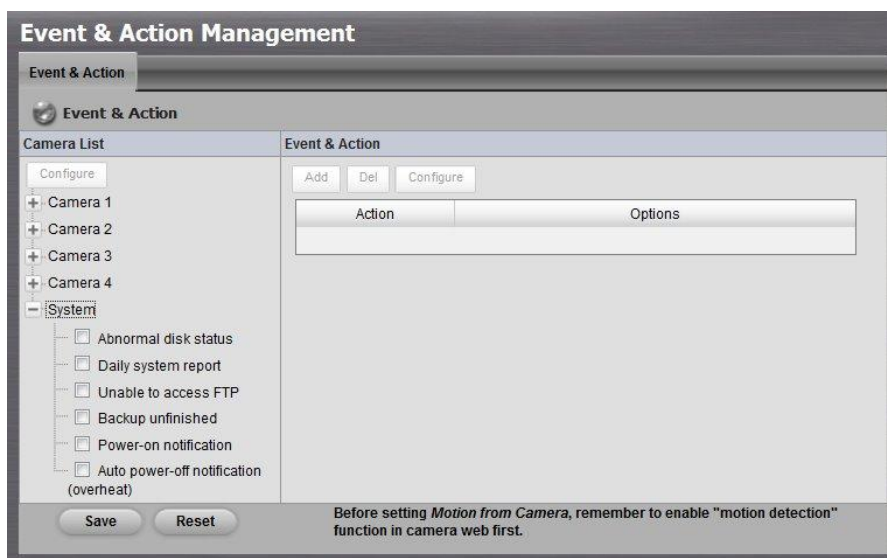 Event & Action Management
Event & Action
Event & Action
Camera List
Event & Action
Configure
Add Del Configure
Camera 1
Camera 2
Camera 3
Camera 4
System
Action Options
Abnormal disk status
Daily system report
Unable to access FTP
Backup unfinished
Power-on notification
Auto power-off notification
(overheat)
Save Reset
Before setting Motion from Camera, remember to enable "motion detection"
function in camera web first.